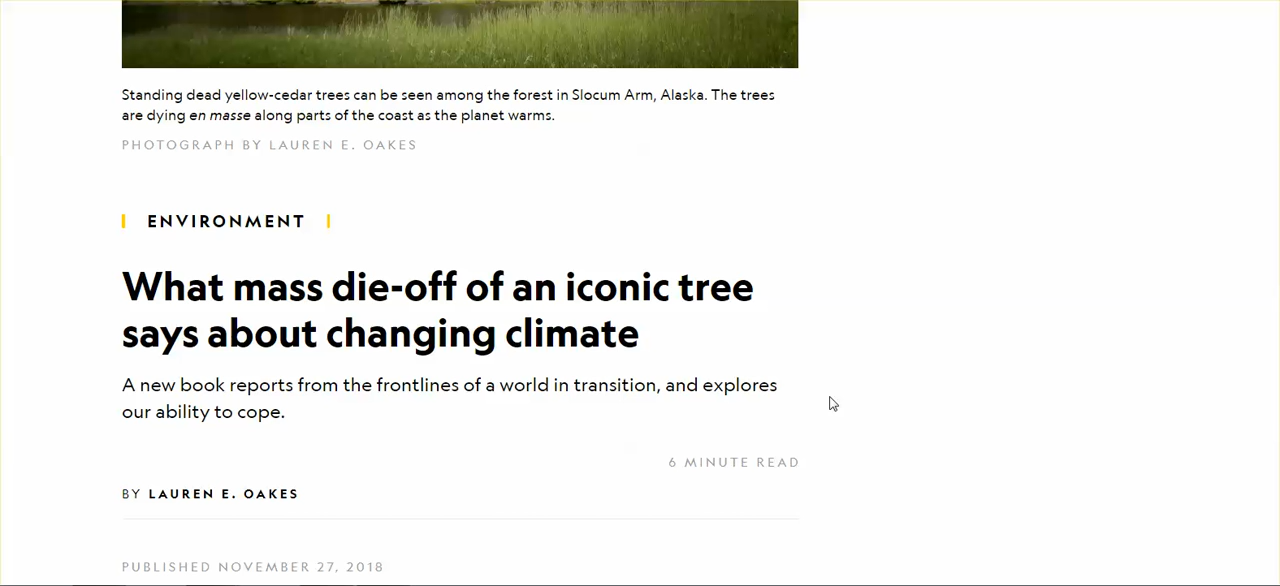 Standing dead yellow-cedar trees can be seen among the forest in Slocum Arm, Alaska. The trees
are dying en masse along parts of the coast as the planet warms.
PHOTOGRAPH BY LAUREN E. OAKES
ENVIRONMENT
What mass die-off of an iconic tree
says about changing climate
A new book reports from the frontlines of a world in transition, and explores
our ability to cope.
6 MINUTE READ
BY LAUREN E. OAKES
PUBLISHED NOVEMBER 27, 2018